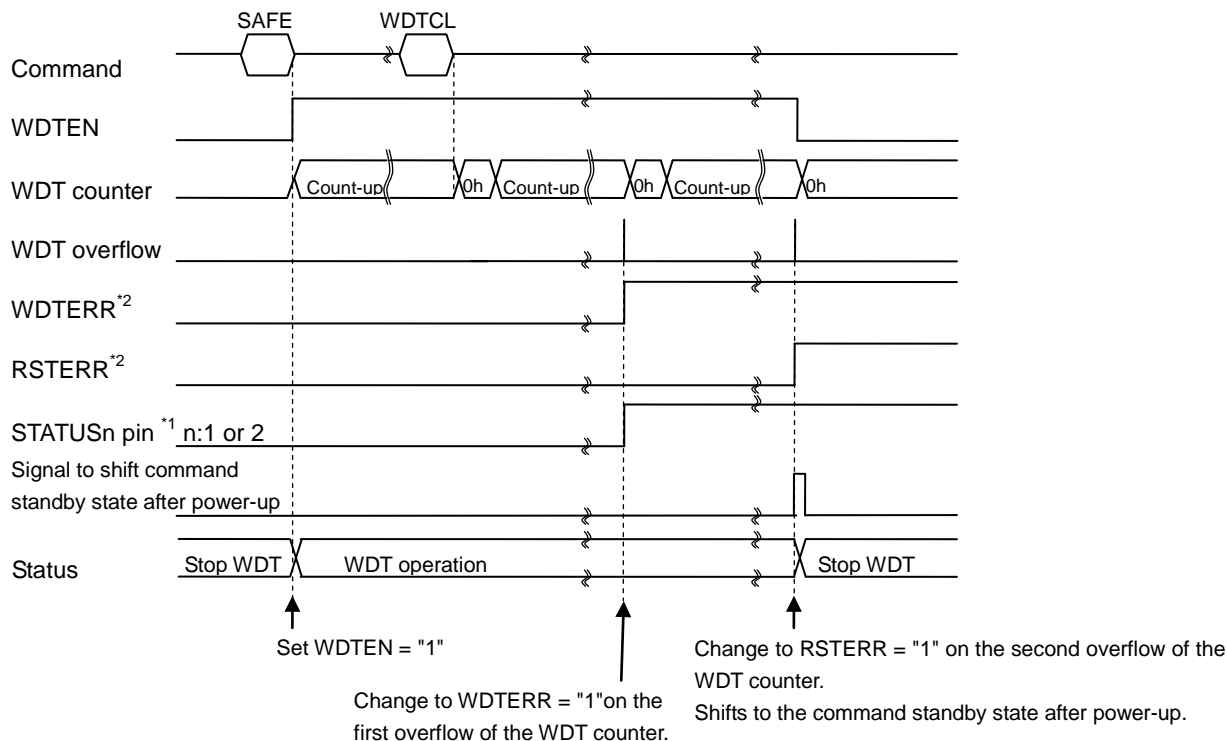 SAFE WDTCL
Command
WDTEN
WDT counter Count-up 0h Count-up 0h Count-up 0h
WDT overflow
WDTERR*2
RSTERR*2
STATUSn pin *1 n:1 or 2
Signal to shift command
standby state after power-up
Status Stop WDT WDT operation Stop WDT
Set WDTEN = "1"
Change to WDTERR = "1"on the
first overflow of the WDT counter.
Change to RSTERR = "1" on the second overflow of the
WDT counter.
Shifts to the command standby state after power-up.